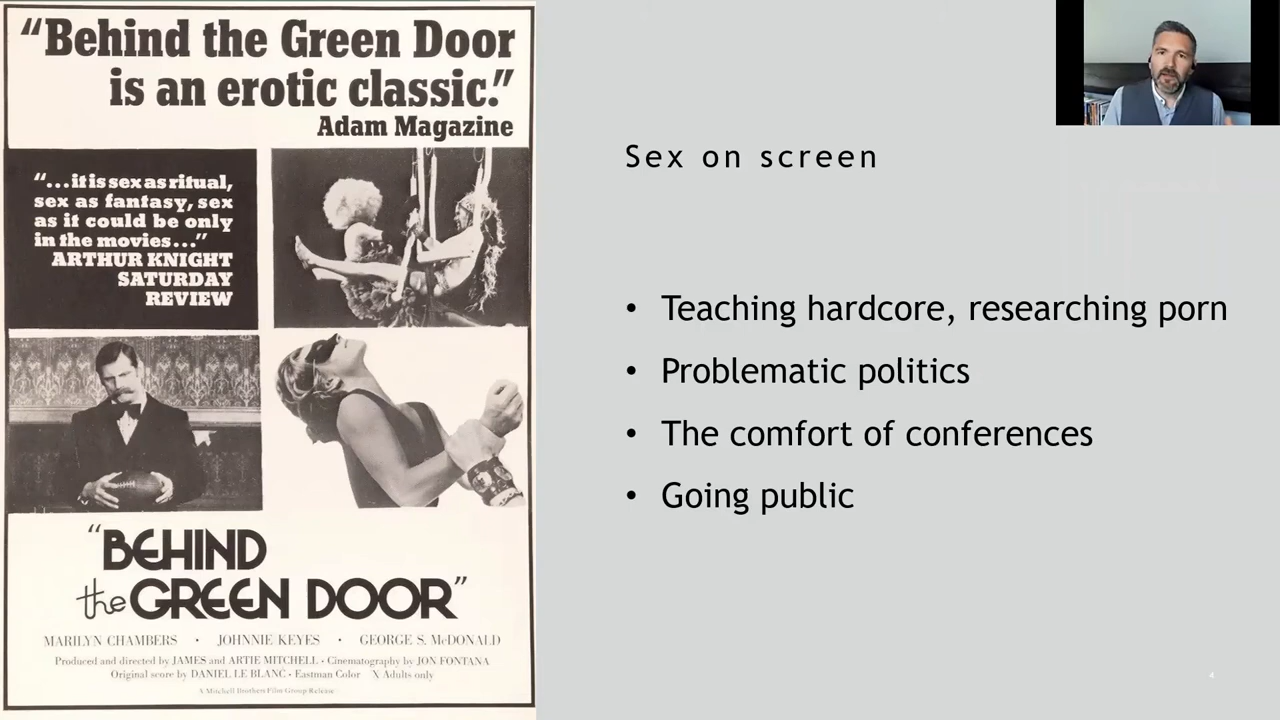 “Behind the Green Door
is an erotic classic.”
Adam Magazine
“...it is sex as ritual,
sex as fantasy, sex
as it could be only
in the movies...”
ARTHUR KNIGHT
SATURDAY
REVIEW
“BEHIND
the GREEN DOOR”
MARILYN CHAMBERS • JOHNNIE KEYES • GEORGE S. McDONALD
Produced and directed by JAMES and ARTIE MITCHELL • Cinematography by JON FONTANA
Original score by DANIEL LE BLANC • Eastman Color X Adults only
A Mitchell Brothers Film Group Release
Sex on screen
• Teaching hardcore, researching porn
• Problematic politics
• The comfort of conferences
• Going public
4